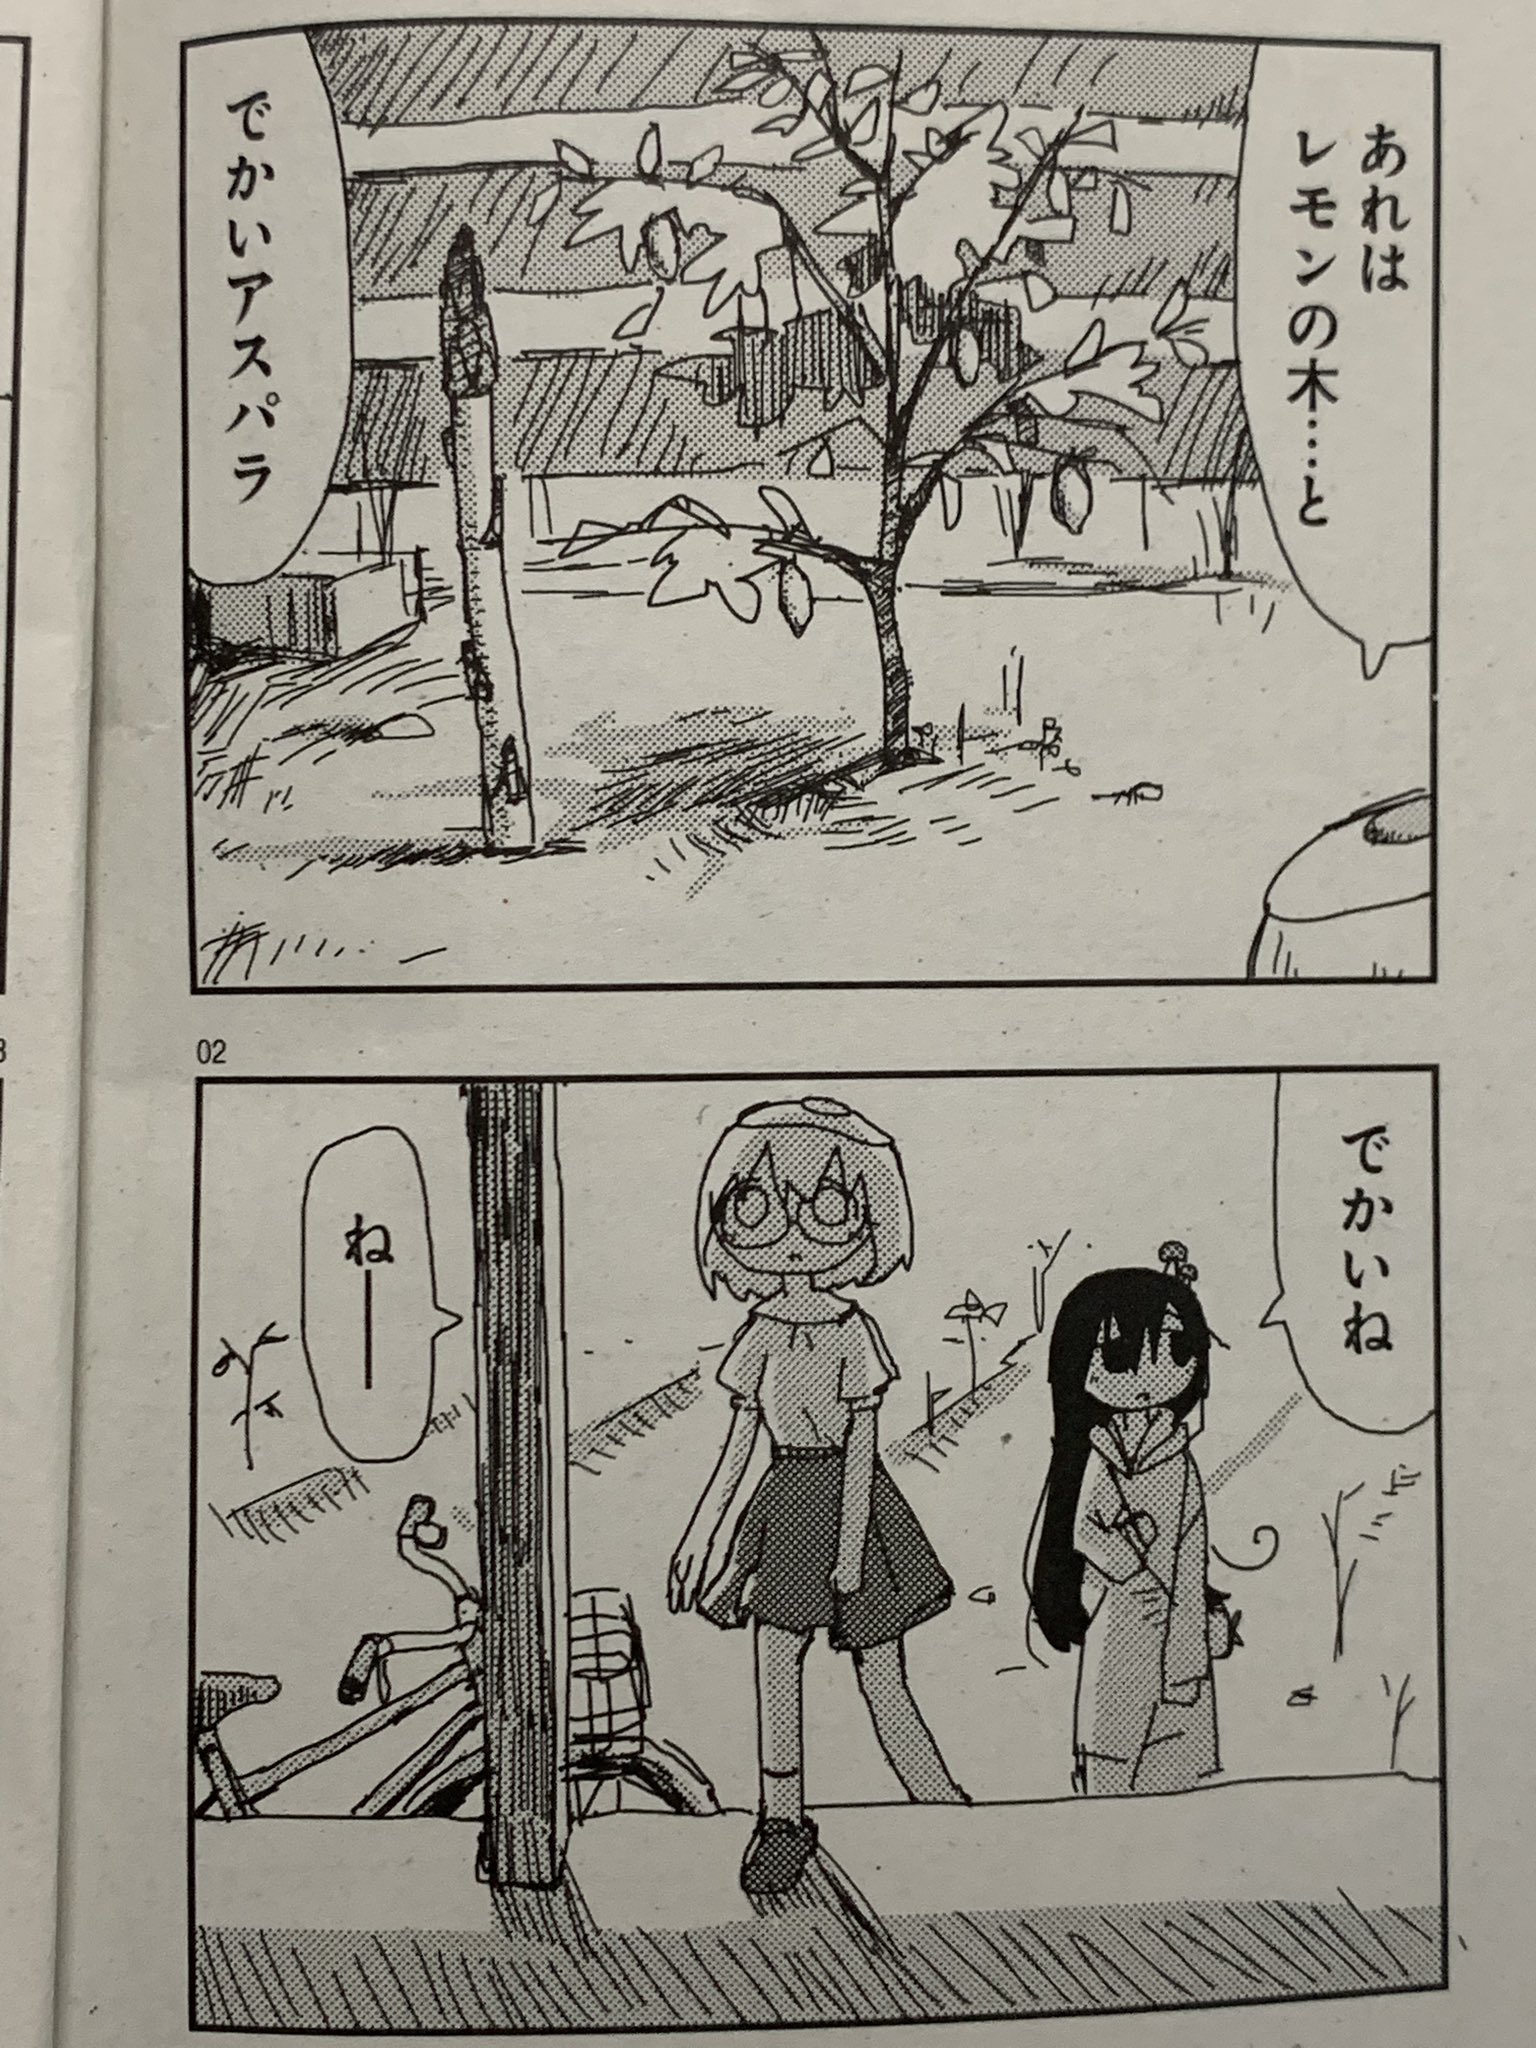 あれは
レモンの木……と
でかいアスパラ
02
でかいね
ね――